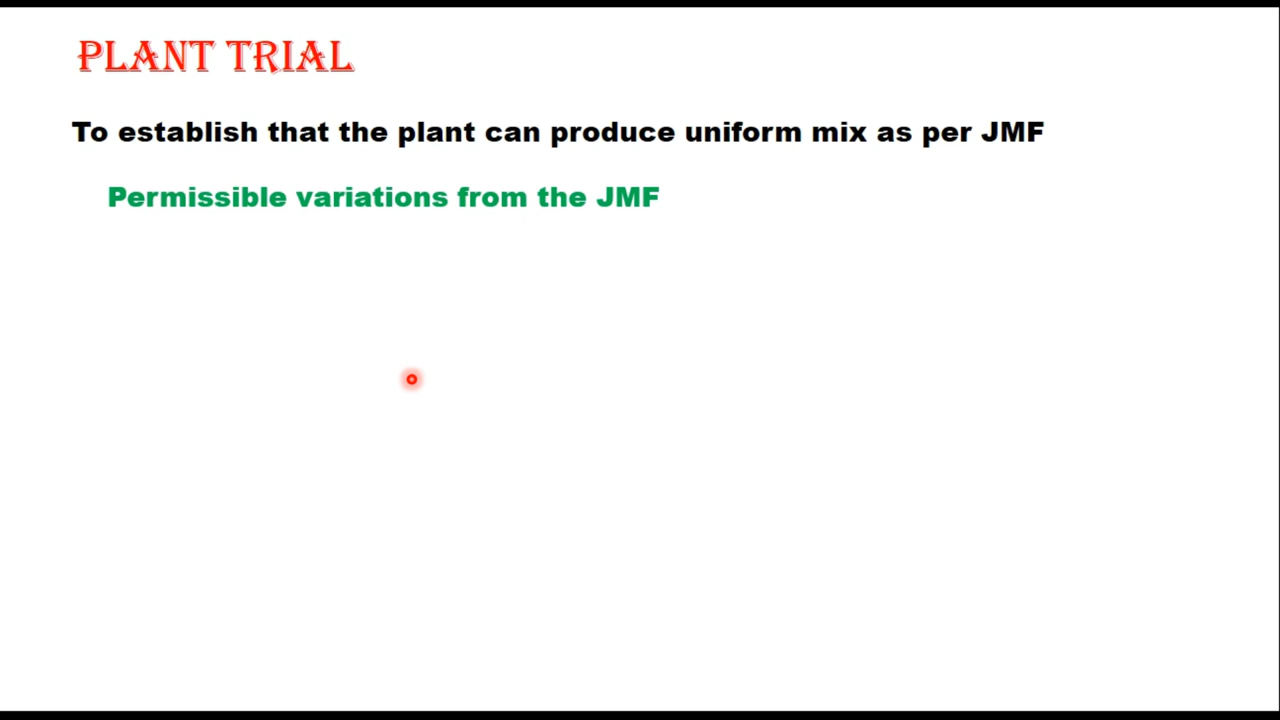 PLANT TRIAL
To establish that the plant can produce uniform mix as per JMF
Permissible variations from the JMF